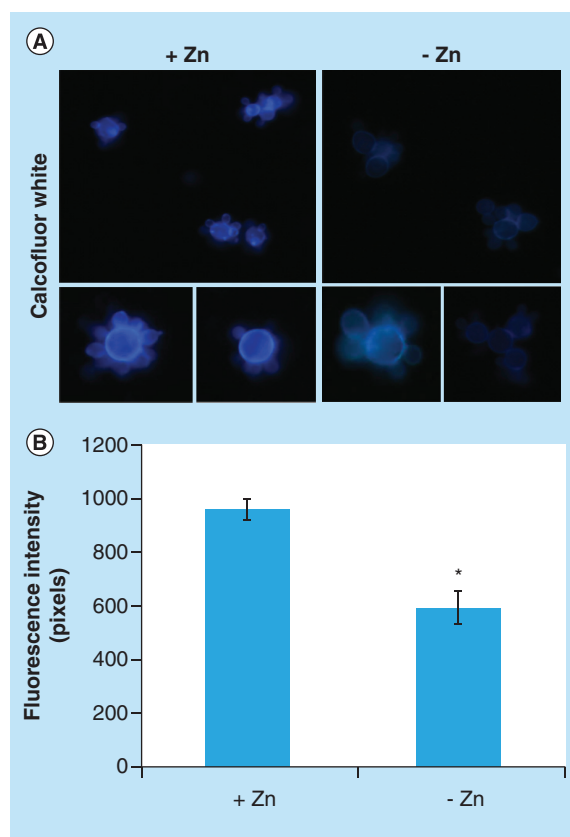 A
+ Zn
- Zn
Calcofluor white
B
Fluorescence intensity
(pixels)
1200
1000
800
600
400
200
0
*
+ Zn
- Zn